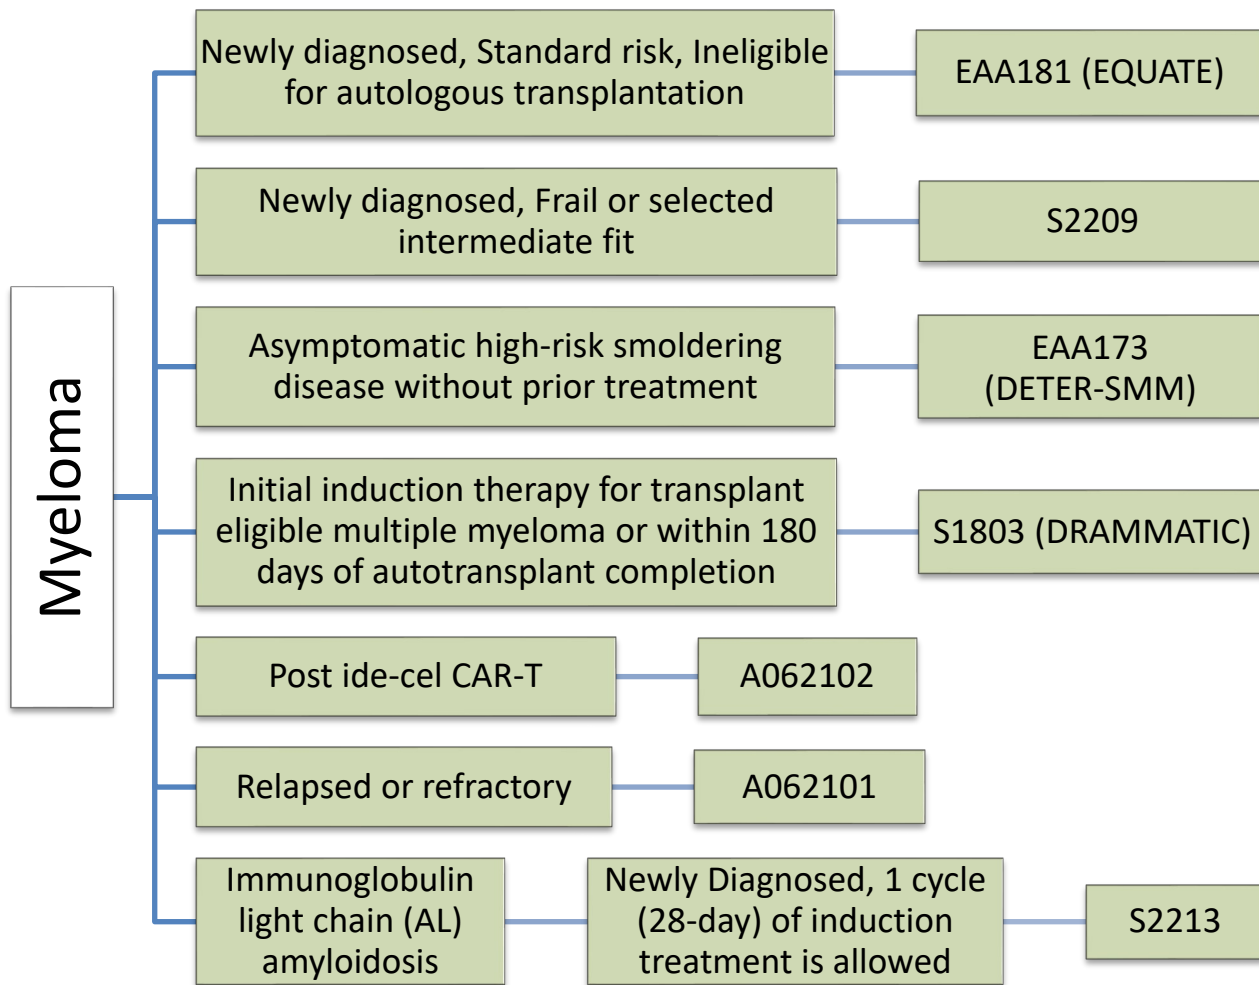 Myeloma
Newly diagnosed, Standard risk, Ineligible
for autologous transplantation
EAA181 (EQUATE)
Newly diagnosed, Frail or selected
intermediate fit
S2209
Asymptomatic high-risk smoldering
disease without prior treatment
EAA173
(DETER-SMM)
Initial induction therapy for transplant
eligible multiple myeloma or within 180
days of autotransplant completion
S1803 (DRAMMATIC)
Post ide-cel CAR-T
A062102
Relapsed or refractory
A062101
Immunoglobulin
light chain (AL)
amyloidosis
Newly Diagnosed, 1 cycle
(28-day) of induction
treatment is allowed
S2213